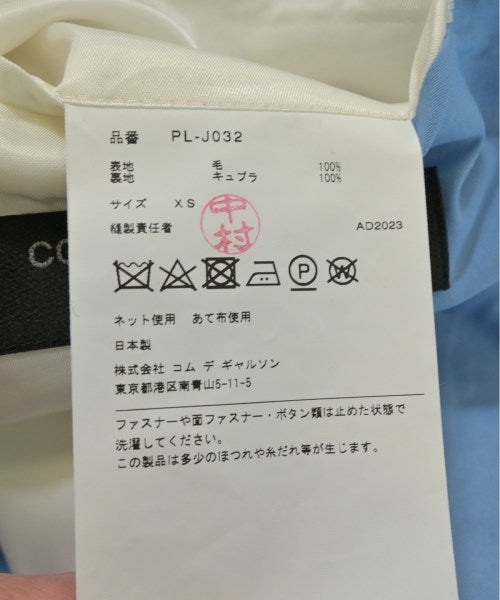 品番 PL-J032
表地 毛 100%
裏地 キュプラ 100%
サイズ XS
中村
縫製責任者 AD2023
P W
ネット使用 あて布使用
日本製
株式会社 コム デ ギャルソン
東京都港区南青山5-11-5
ファスナーや面ファスナー・ボタン類は止めた状態で
洗濯してください。
この製品は多少のほつれや糸だれ等が生じます。
CO